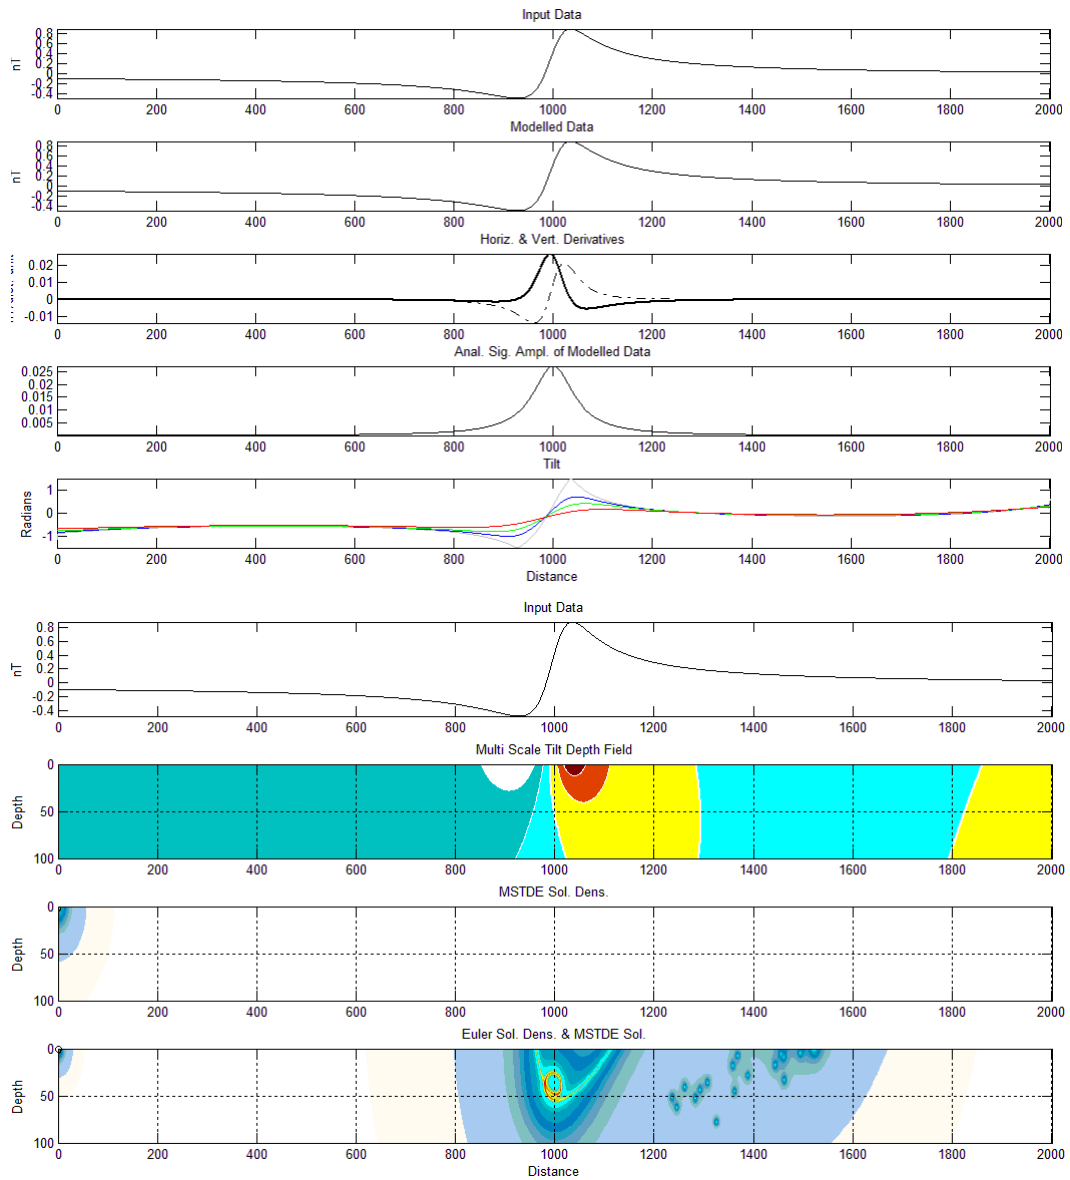 Input Data
0.8
0.6
0.4
0.2
0
-0.2
-0.4
nT
0 200 400 600 800 1000 1200 1400 1600 1800 2000
Modelled Data
0.8
0.6
0.4
0.2
0
-0.2
-0.4
nT
0 200 400 600 800 1000 1200 1400 1600 1800 2000
Horiz. & Vert. Derivatives
0.02
0.01
0
-0.01
0 200 400 600 800 1000 1200 1400 1600 1800 2000
Anal. Sig. Ampl. of Modelled Data
0.025
0.02
0.015
0.01
0.005
0 200 400 600 800 1000 1200 1400 1600 1800 2000
Tilt
1
0
-1
Radians
0 200 400 600 800 1000 1200 1400 1600 1800 2000
Distance
Input Data
0.8
0.6
0.4
0.2
0
-0.2
-0.4
nT
0 200 400 600 800 1000 1200 1400 1600 1800 2000
Multi Scale Tilt Depth Field
0
50
100
Depth
0 200 400 600 800 1000 1200 1400 1600 1800 2000
MSTDE Sol. Dens.
0
50
100
Depth
0 200 400 600 800 1000 1200 1400 1600 1800 2000
Euler Sol. Dens. & MSTDE Sol.
0
50
100
Depth
0 200 400 600 800 1000 1200 1400 1600 1800 2000
Distance